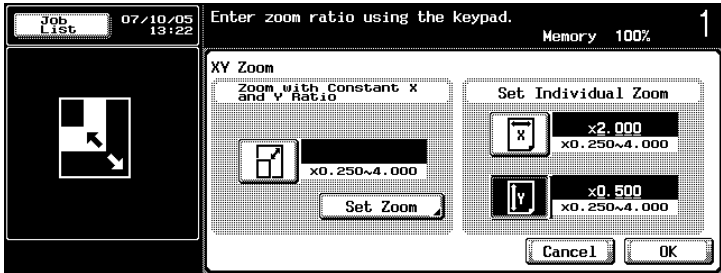 Job
List
07/10/05
13:22
Enter zoom ratio using the keypad.
Memory 100%
1
XY Zoom
Zoom with Constant X
and Y Ratio
x0.250~4.000
Set Zoom
Set Individual Zoom
X
x2.000
x0.250~4.000
Y
x0.500
x0.250~4.000
Cancel
OK